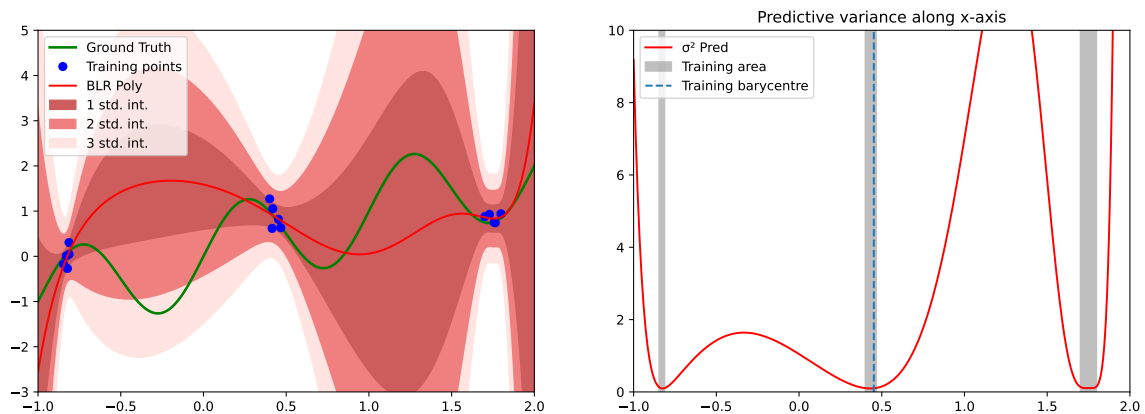 Predictive variance along x-axis
5
4
3
2
1
0
−1
−2
−3
Ground Truth
Training points
BLR Poly
1 std. int.
2 std. int.
3 std. int.
−1.0 −0.5 0.0 0.5 1.0 1.5 2.0
10
8
6
4
2
0
σ² Pred
Training area
Training barycentre
−1.0 −0.5 0.0 0.5 1.0 1.5 2.0